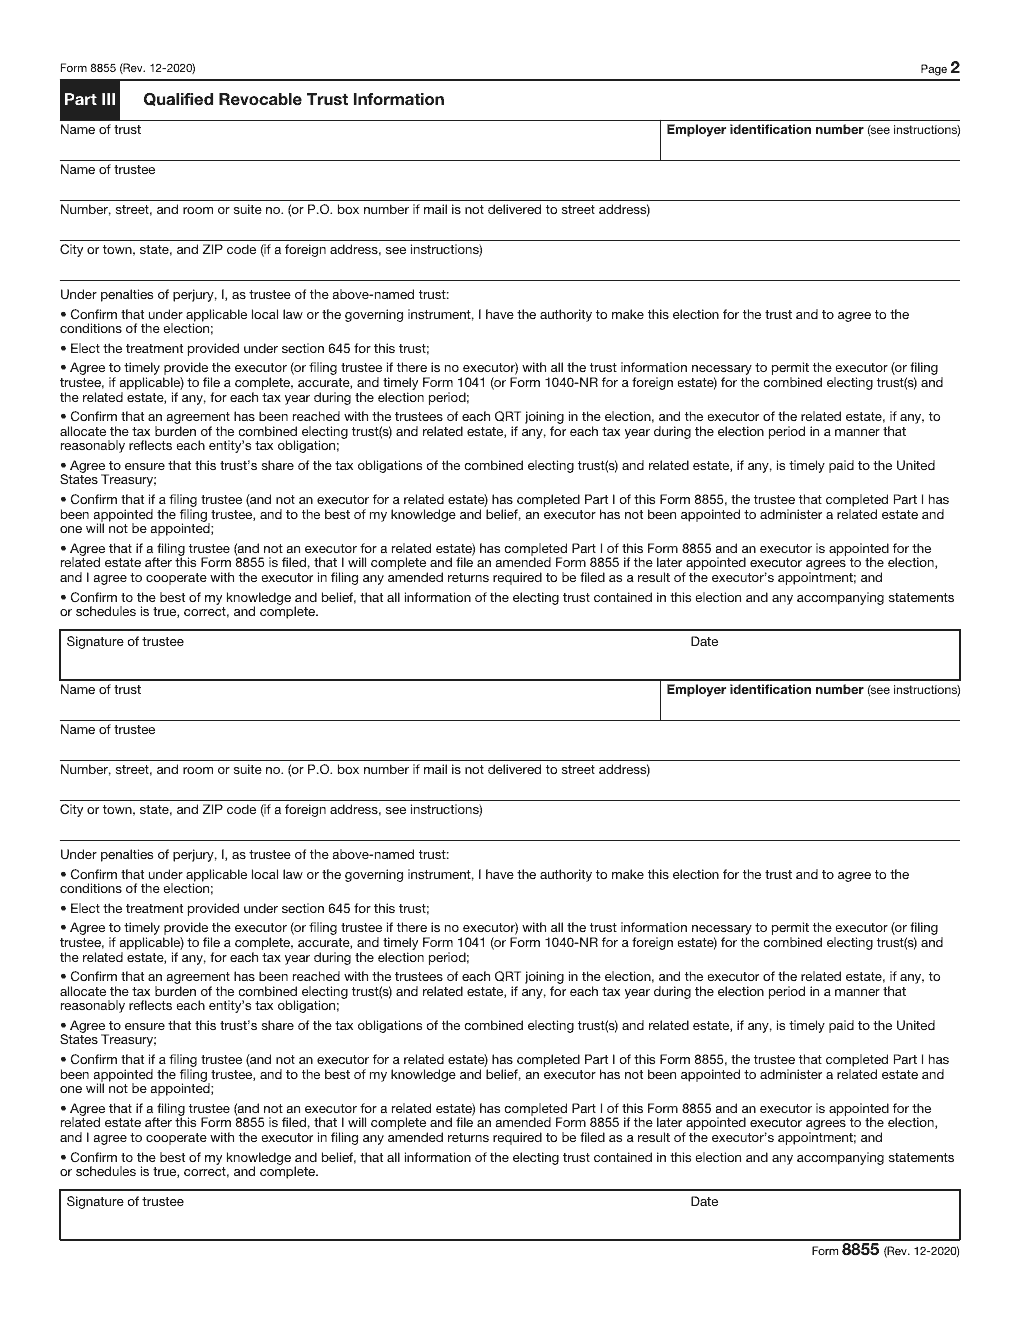 Form 8855 (Rev. 12-2020) Page 2
Part III Qualified Revocable Trust Information
Name of trust Employer identification number (see instructions)
Name of trustee
Number, street, and room or suite no. (or P.O. box number if mail is not delivered to street address)
City or town, state, and ZIP code (if a foreign address, see instructions)
Under penalties of perjury, I, as trustee of the above-named trust:
• Confirm that under applicable local law or the governing instrument, I have the authority to make this election for the trust and to agree to the
conditions of the election;
• Elect the treatment provided under section 645 for this trust;
• Agree to timely provide the executor (or filing trustee if there is no executor) with all the trust information necessary to permit the executor (or filing
trustee, if applicable) to file a complete, accurate, and timely Form 1041 (or Form 1040-NR for a foreign estate) for the combined electing trust(s) and
the related estate, if any, for each tax year during the election period;
• Confirm that an agreement has been reached with the trustees of each QRT joining in the election, and the executor of the related estate, if any, to
allocate the tax burden of the combined electing trust(s) and related estate, if any, for each tax year during the election period in a manner that
reasonably reflects each entity's tax obligation;
• Agree to ensure that this trust's share of the tax obligations of the combined electing trust(s) and related estate, if any, is timely paid to the United
States Treasury;
• Confirm that if a filing trustee (and not an executor for a related estate) has completed Part I of this Form 8855, the trustee that completed Part I has
been appointed the filing trustee, and to the best of my knowledge and belief, an executor has not been appointed to administer a related estate and
one will not be appointed;
• Agree that if a filing trustee (and not an executor for a related estate) has completed Part I of this Form 8855 and an executor is appointed for the
related estate after this Form 8855 is filed, that I will complete and file an amended Form 8855 if the later appointed executor agrees to the election,
and I agree to cooperate with the executor in filing any amended returns required to be filed as a result of the executor's appointment; and
• Confirm to the best of my knowledge and belief, that all information of the electing trust contained in this election and any accompanying statements
or schedules is true, correct, and complete.
Signature of trustee Date
Name of trust Employer identification number (see instructions)
Name of trustee
Number, street, and room or suite no. (or P.O. box number if mail is not delivered to street address)
City or town, state, and ZIP code (if a foreign address, see instructions)
Under penalties of perjury, I, as trustee of the above-named trust:
• Confirm that under applicable local law or the governing instrument, I have the authority to make this election for the trust and to agree to the
conditions of the election;
• Elect the treatment provided under section 645 for this trust;
• Agree to timely provide the executor (or filing trustee if there is no executor) with all the trust information necessary to permit the executor (or filing
trustee, if applicable) to file a complete, accurate, and timely Form 1041 (or Form 1040-NR for a foreign estate) for the combined electing trust(s) and
the related estate, if any, for each tax year during the election period;
• Confirm that an agreement has been reached with the trustees of each QRT joining in the election, and the executor of the related estate, if any, to
allocate the tax burden of the combined electing trust(s) and related estate, if any, for each tax year during the election period in a manner that
reasonably reflects each entity's tax obligation;
• Agree to ensure that this trust's share of the tax obligations of the combined electing trust(s) and related estate, if any, is timely paid to the United
States Treasury;
• Confirm that if a filing trustee (and not an executor for a related estate) has completed Part I of this Form 8855, the trustee that completed Part I has
been appointed the filing trustee, and to the best of my knowledge and belief, an executor has not been appointed to administer a related estate and
one will not be appointed;
• Agree that if a filing trustee (and not an executor for a related estate) has completed Part I of this Form 8855 and an executor is appointed for the
related estate after this Form 8855 is filed, that I will complete and file an amended Form 8855 if the later appointed executor agrees to the election,
and I agree to cooperate with the executor in filing any amended returns required to be filed as a result of the executor's appointment; and
• Confirm to the best of my knowledge and belief, that all information of the electing trust contained in this election and any accompanying statements
or schedules is true, correct, and complete.
Signature of trustee Date
Form 8855 (Rev. 12-2020)